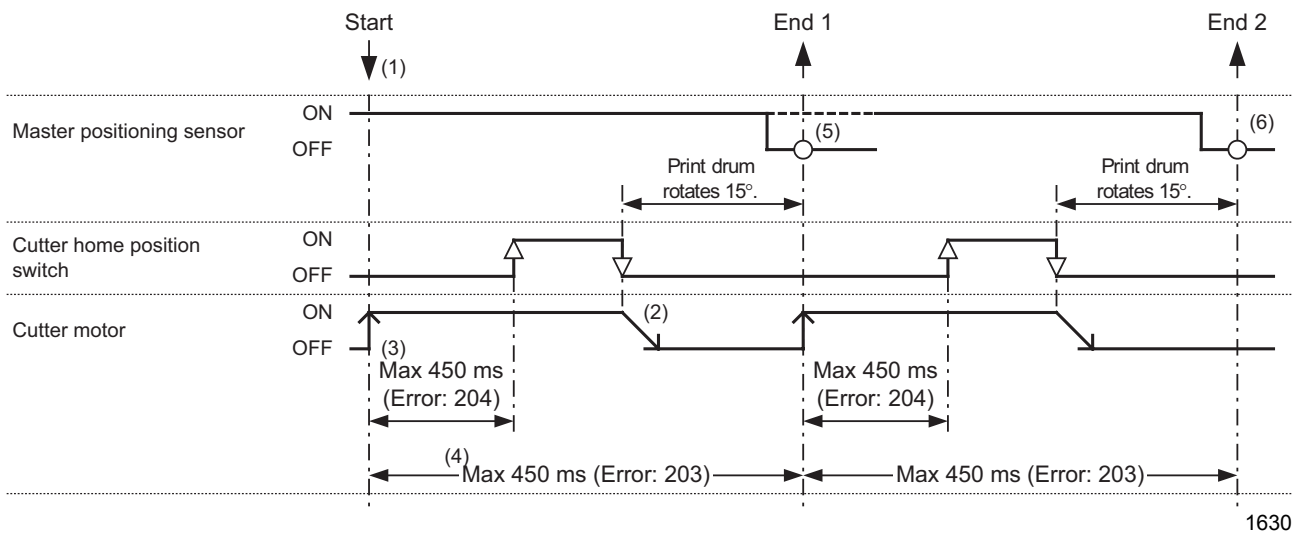 Start
End 1
End 2
(1)
Master positioning sensor
ON
OFF
(5)
(6)
Print drum
rotates 15°.
Print drum
rotates 15°.
Cutter home position
switch
ON
OFF
Cutter motor
ON
OFF
(2)
(3)
Max 450 ms
(Error: 204)
Max 450 ms
(Error: 204)
(4)
Max 450 ms (Error: 203)
Max 450 ms (Error: 203)
1630